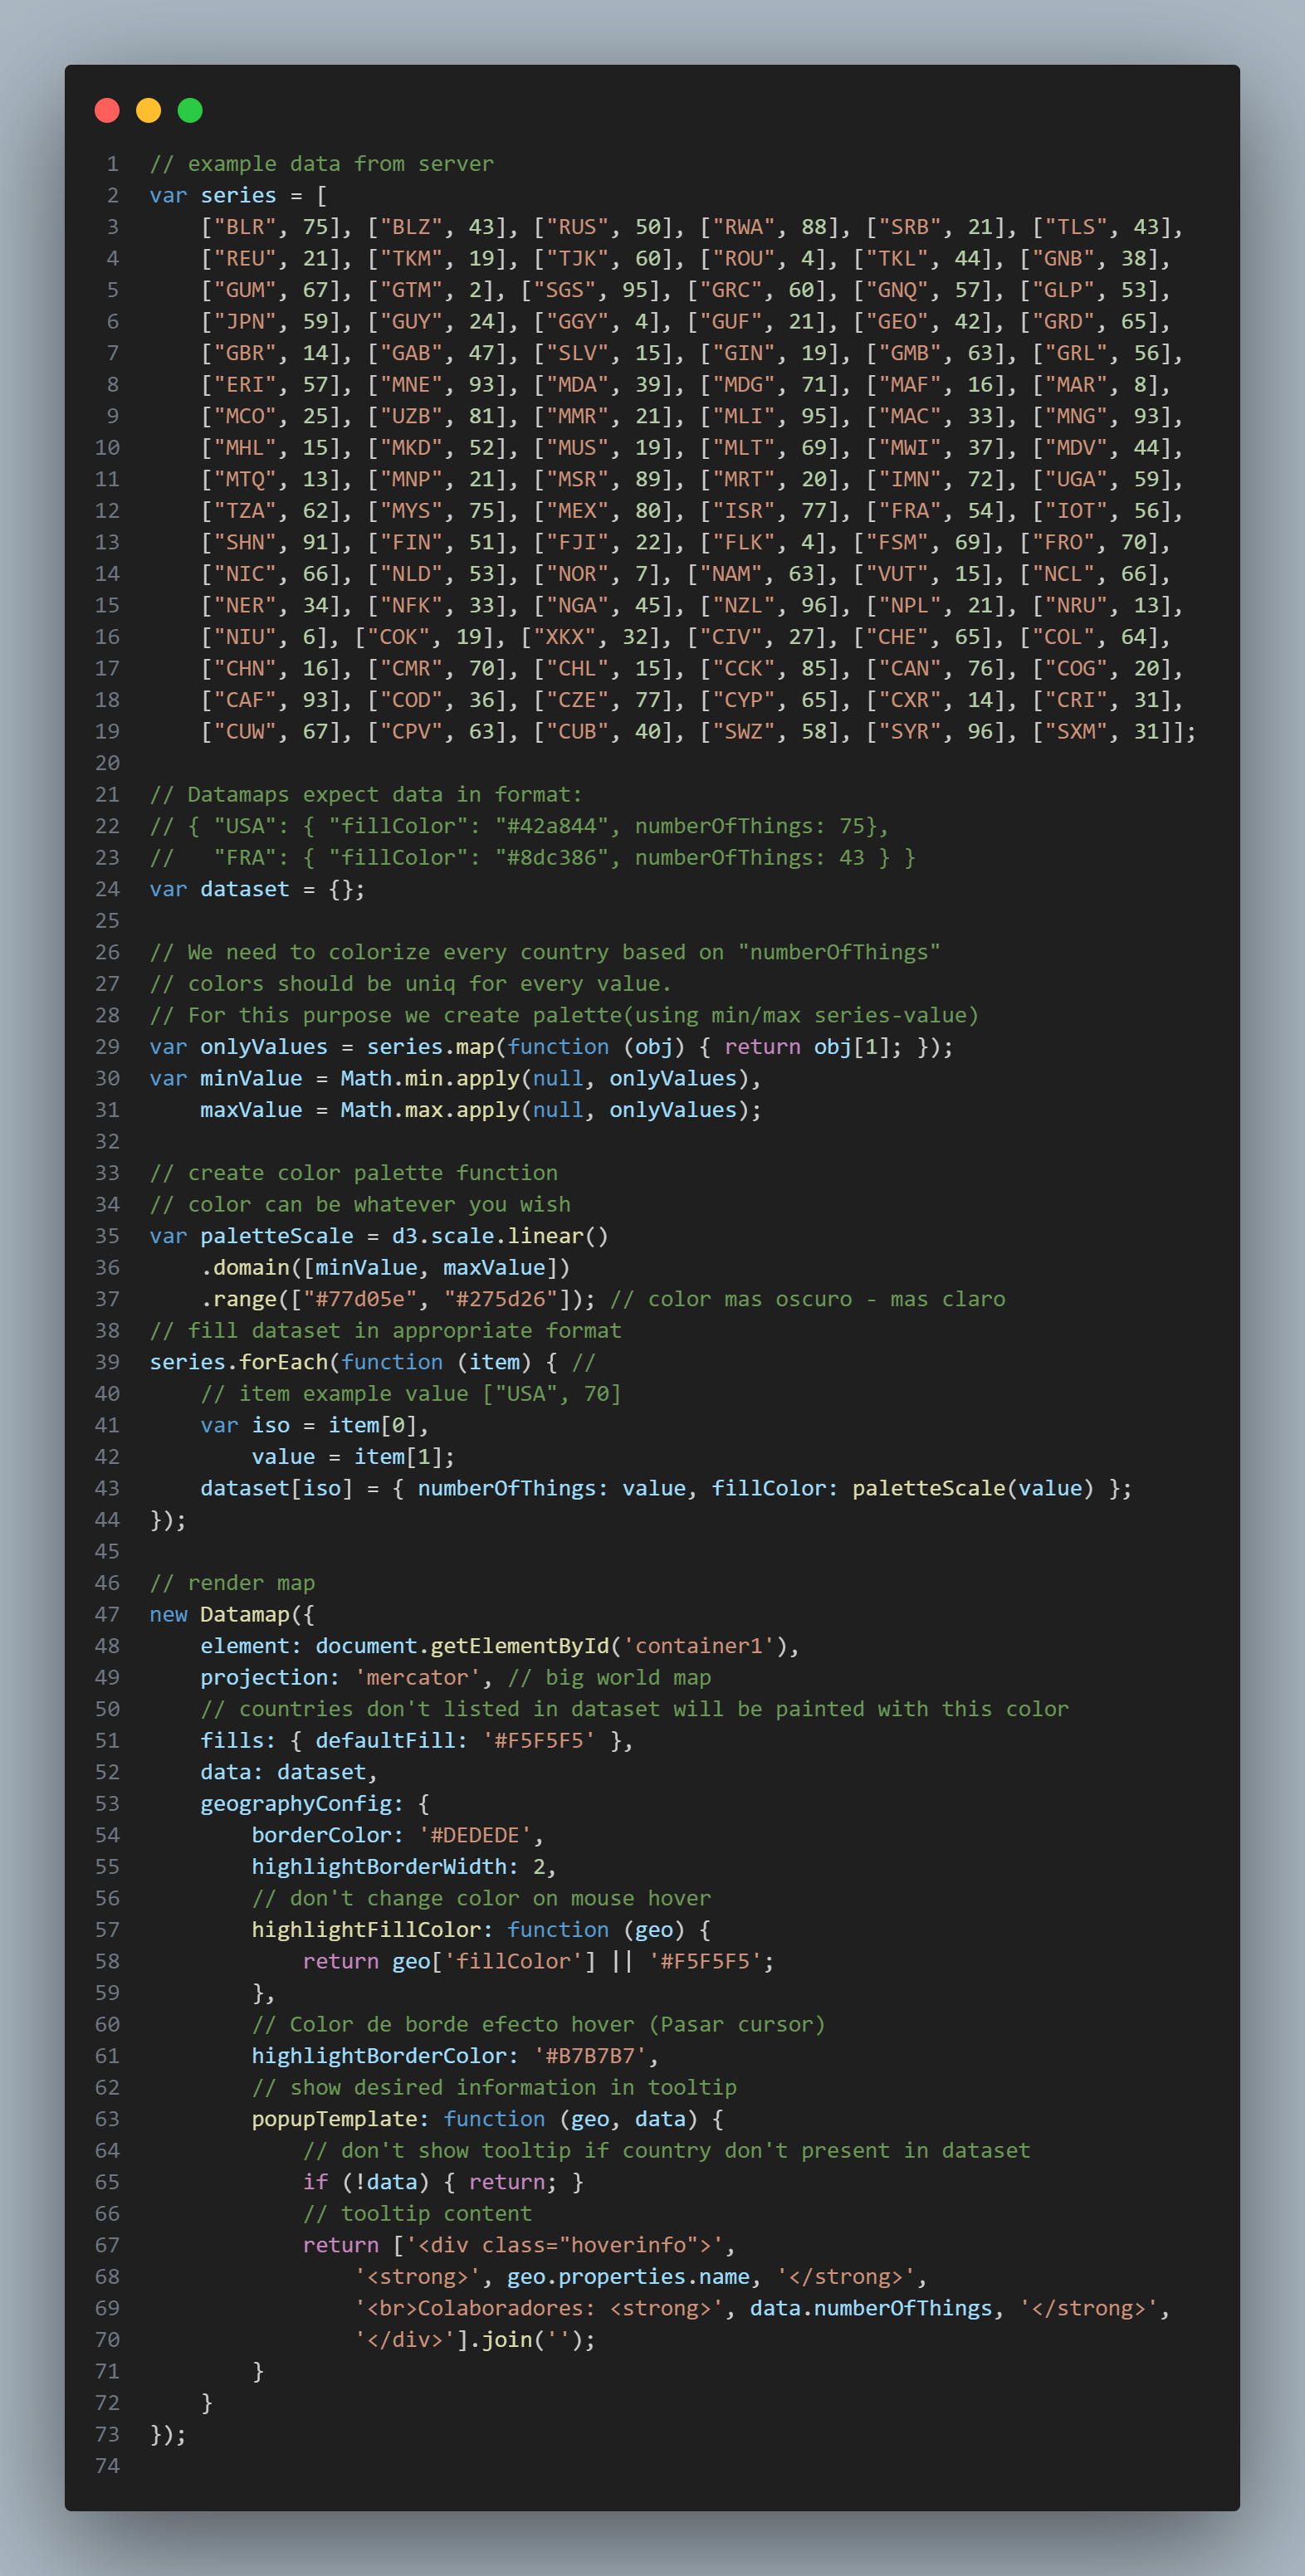 1 // example data from server
2 var series = [
3     ["BLR", 75], ["BLZ", 43], ["RUS", 50], ["RWA", 88], ["SRB", 21], ["TLS", 43],
4     ["REU", 21], ["TKM", 19], ["TJK", 60], ["ROU", 4], ["TKL", 44], ["GNB", 38],
5     ["GUM", 67], ["GTM", 2], ["SGS", 95], ["GRC", 60], ["GNQ", 57], ["GLP", 53],
6     ["JPN", 59], ["GUY", 24], ["GGY", 4], ["GUF", 21], ["GEO", 42], ["GRD", 65],
7     ["GBR", 14], ["GAB", 47], ["SLV", 15], ["GIN", 19], ["GMB", 63], ["GRL", 56],
8     ["ERI", 57], ["MNE", 93], ["MDA", 39], ["MDG", 71], ["MAF", 16], ["MAR", 8],
9     ["MCO", 25], ["UZB", 81], ["MMR", 21], ["MLI", 95], ["MAC", 33], ["MNG", 93],
10     ["MHL", 15], ["MKD", 52], ["MUS", 19], ["MLT", 69], ["MWI", 37], ["MDV", 44],
11     ["MTQ", 13], ["MNP", 21], ["MSR", 89], ["MRT", 20], ["IMN", 72], ["UGA", 59],
12     ["TZA", 62], ["MYS", 75], ["MEX", 80], ["ISR", 77], ["FRA", 54], ["IOT", 56],
13     ["SHN", 91], ["FIN", 51], ["FJI", 22], ["FLK", 4], ["FSM", 69], ["FRO", 70],
14     ["NIC", 66], ["NLD", 53], ["NOR", 7], ["NAM", 63], ["VUT", 15], ["NCL", 66],
15     ["NER", 34], ["NFK", 33], ["NGA", 45], ["NZL", 96], ["NPL", 21], ["NRU", 13],
16     ["NIU", 6], ["COK", 19], ["XKX", 32], ["CIV", 27], ["CHE", 65], ["COL", 64],
17     ["CHN", 16], ["CMR", 70], ["CHL", 15], ["CCK", 85], ["CAN", 76], ["COG", 20],
18     ["CAF", 93], ["COD", 36], ["CZE", 77], ["CYP", 65], ["CXR", 14], ["CRI", 31],
19     ["CUW", 67], ["CPV", 63], ["CUB", 40], ["SWZ", 58], ["SYR", 96], ["SXM", 31]];
20
21 // Datamaps expect data in format:
22 // { "USA": { "fillColor": "#42a844", numberOfThings: 75},
23 //   "FRA": { "fillColor": "#8dc386", numberOfThings: 43 } }
24 var dataset = {};
25
26 // We need to colorize every country based on "numberOfThings"
27 // colors should be uniq for every value.
28 // For this purpose we create palette(using min/max series-value)
29 var onlyValues = series.map(function (obj) { return obj[1]; });
30 var minValue = Math.min.apply(null, onlyValues),
31     maxValue = Math.max.apply(null, onlyValues);
32
33 // create color palette function
34 // color can be whatever you wish
35 var paletteScale = d3.scale.linear()
36     .domain([minValue, maxValue])
37     .range(["#77d05e", "#275d26"]); // color mas oscuro - mas claro
38 // fill dataset in appropriate format
39 series.forEach(function (item) { //
40     // item example value ["USA", 70]
41     var iso = item[0],
42         value = item[1];
43     dataset[iso] = { numberOfThings: value, fillColor: paletteScale(value) };
44 });
45
46 // render map
47 new Datamap({
48     element: document.getElementById('container1'),
49     projection: 'mercator', // big world map
50     // countries don't listed in dataset will be painted with this color
51     fills: { defaultFill: '#F5F5F5' },
52     data: dataset,
53     geographyConfig: {
54         borderColor: '#DEDEDE',
55         highlightBorderWidth: 2,
56         // don't change color on mouse hover
57         highlightFillColor: function (geo) {
58             return geo['fillColor'] || '#F5F5F5';
59         },
60         // Color de borde efecto hover (Pasar cursor)
61         highlightBorderColor: '#B7B7B7',
62         // show desired information in tooltip
63         popupTemplate: function (geo, data) {
64             // don't show tooltip if country don't present in dataset
65             if (!data) { return; }
66             // tooltip content
67             return ['<div class="hoverinfo">',
68                 '<strong>', geo.properties.name, '</strong>',
69                 '<br>Colaboradores: <strong>', data.numberOfThings, '</strong>',
70                 '</div>'].join('');
71         }
72     }
73 });
74